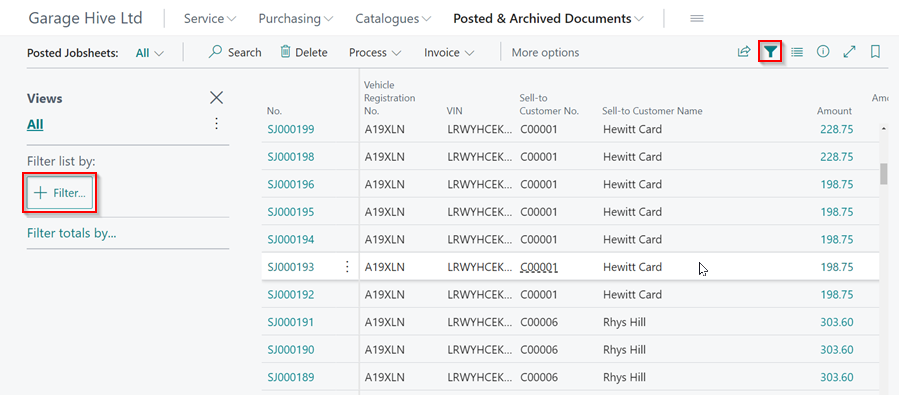 Garage Hive Ltd Service Purchasing Catalogues Posted & Archived Documents
Posted Jobsheets: All Search Delete Process Invoice More options
Views
All
Filter list by:
+ Filter...
Filter totals by...
No. Vehicle Registration No. VIN Sell-to Customer No. Sell-to Customer Name Amount Amo
SJ000199 A19XLN LRWYHCEK... C00001 Hewitt Card 228.75
SJ000198 A19XLN LRWYHCEK... C00001 Hewitt Card 228.75
SJ000196 A19XLN LRWYHCEK... C00001 Hewitt Card 198.75
SJ000195 A19XLN LRWYHCEK... C00001 Hewitt Card 198.75
SJ000194 A19XLN LRWYHCEK... C00001 Hewitt Card 198.75
SJ000193 A19XLN LRWYHCEK... C00001 Hewitt Card 198.75
SJ000192 A19XLN LRWYHCEK... C00001 Hewitt Card 198.75
SJ000191 A19XLN LRWYHCEK... C00006 Rhys Hill 303.60
SJ000190 A19XLN LRWYHCEK... C00006 Rhys Hill 303.60
SJ000189 A19XLN LRWYHCEK... C00006 Rhys Hill 303.60